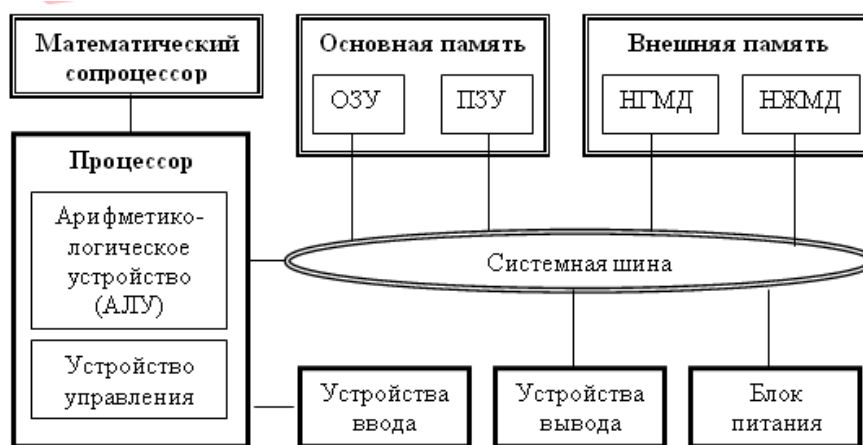 Математический
сопроцессор
Основная память
ОЗУ
ПЗУ
Внешняя память
НГМД
НЖМД
Процессор
Арифметико-
логическое
устройство
(АЛУ)
Устройство
управления
Системная шина
Устройства
ввода
Устройства
вывода
Блок
питания